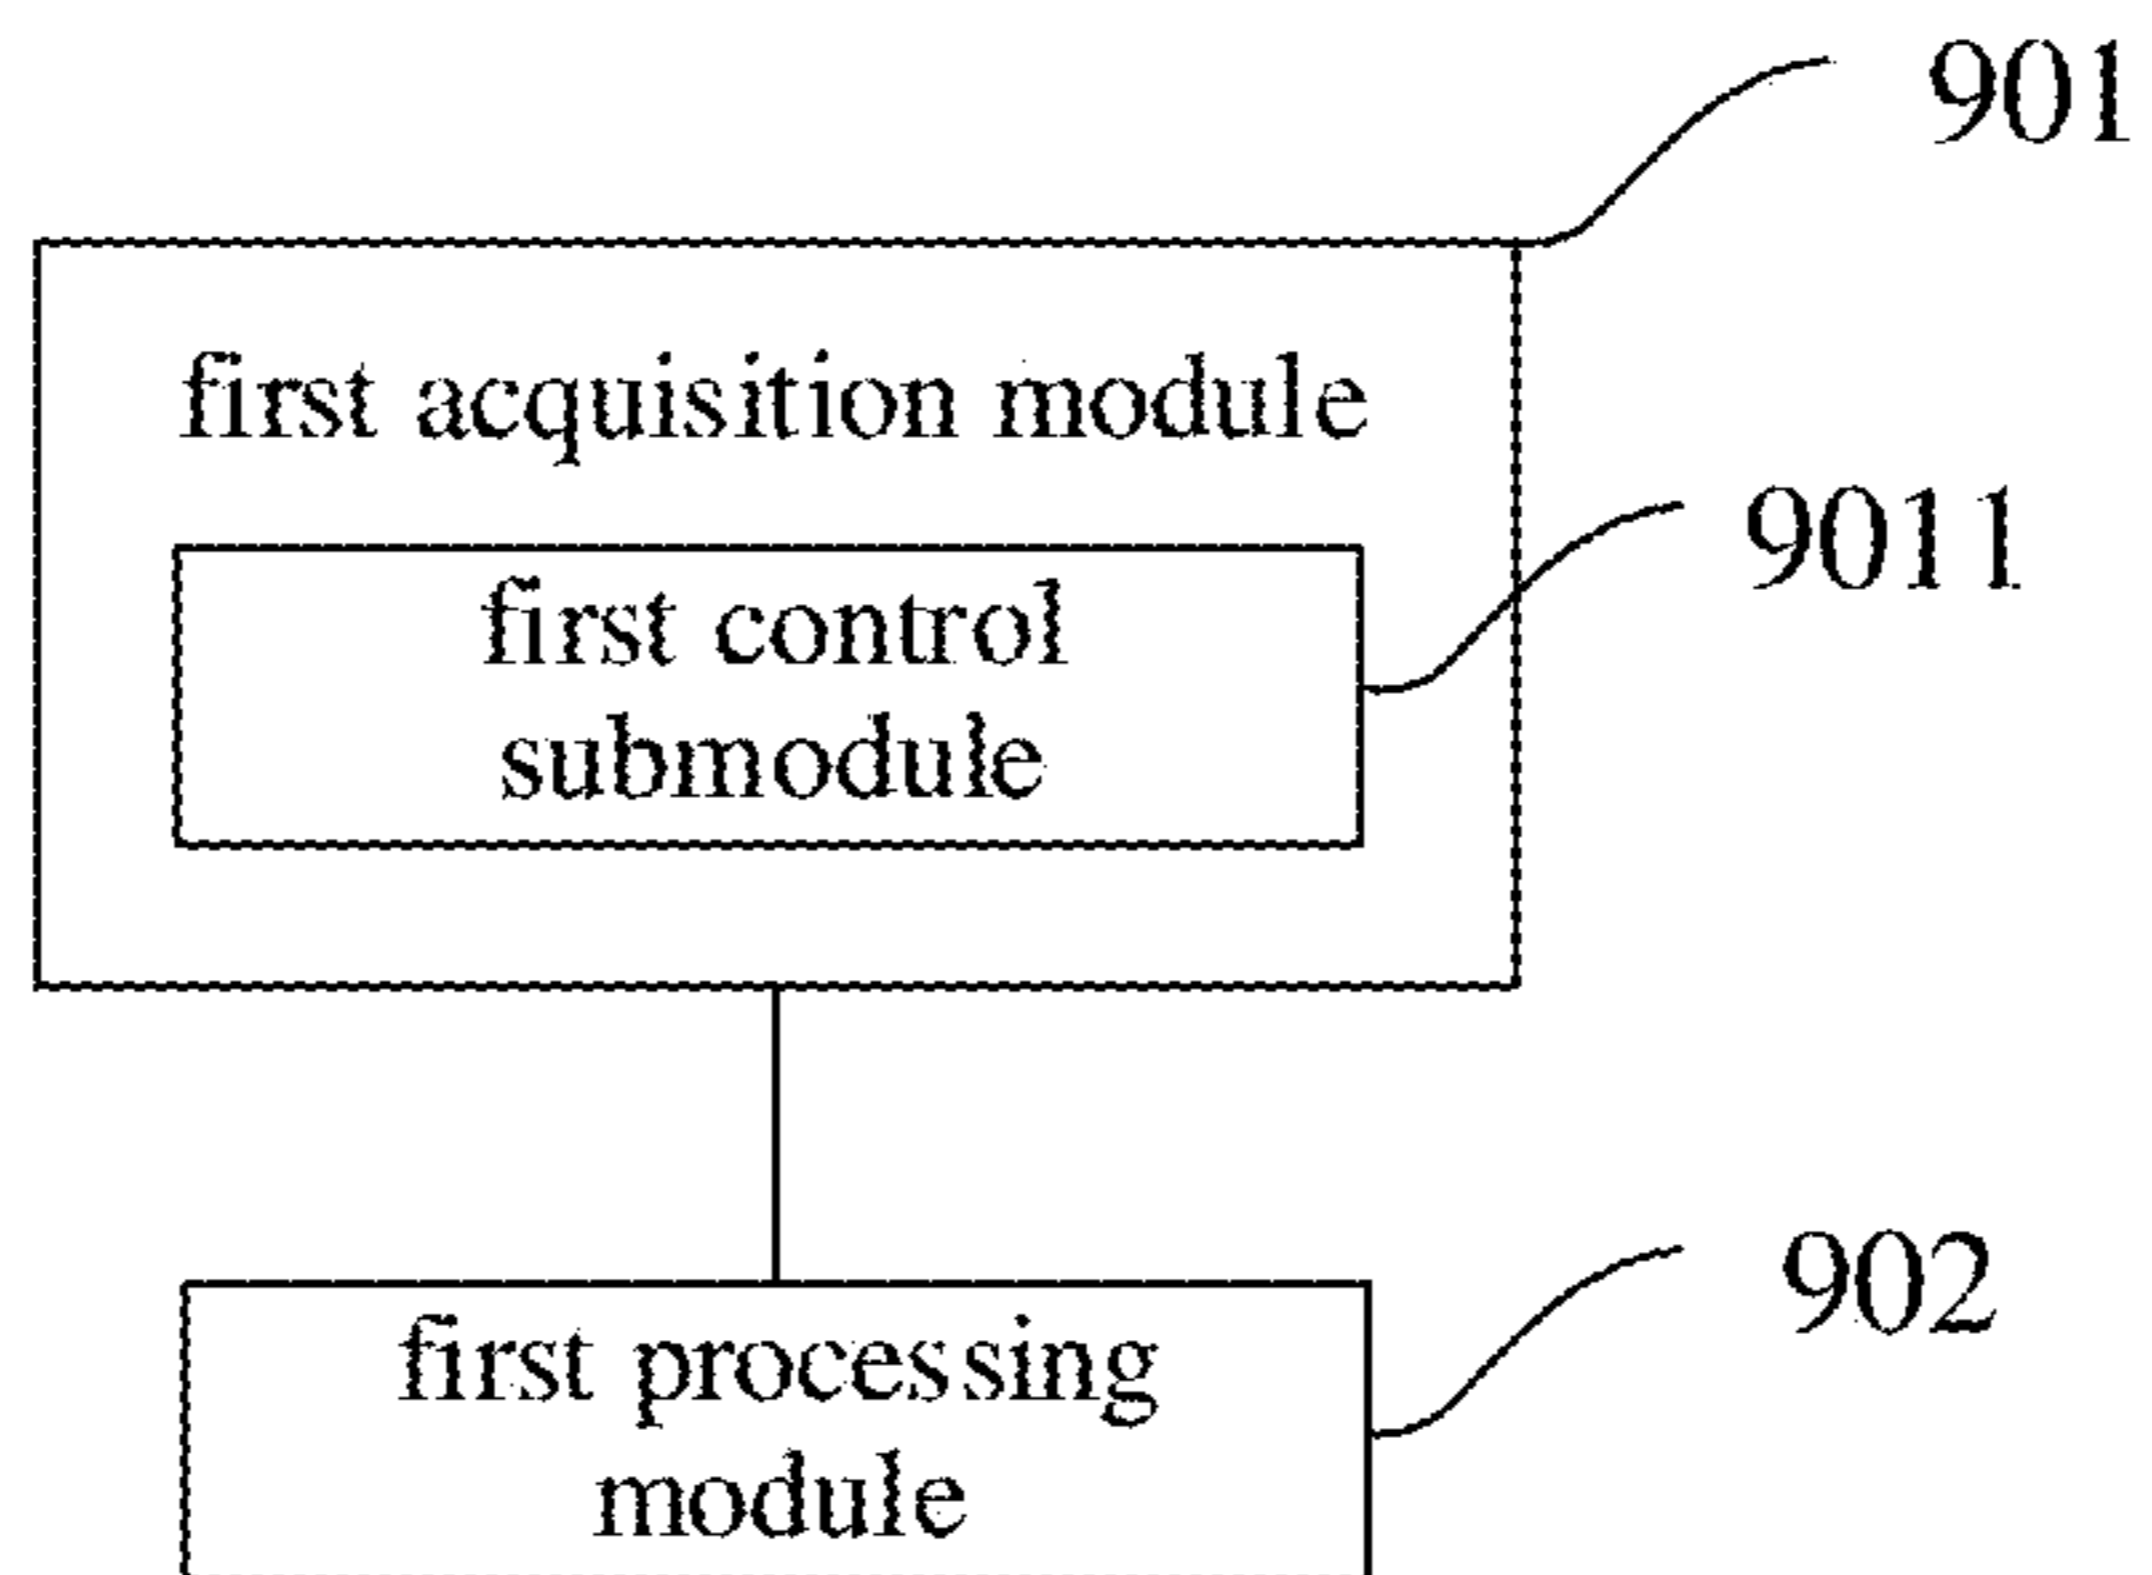 901
first acquisition module
9011
first control
submodule
902
first processing
module